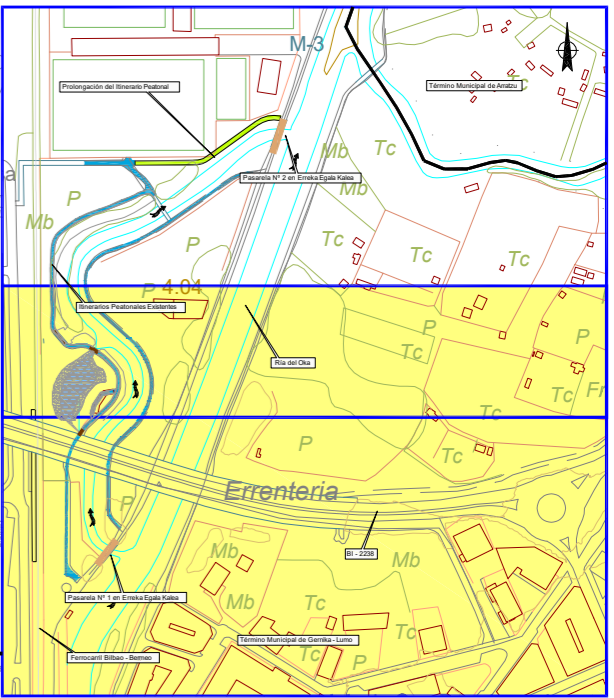 M-3
Prolongación del Itinerario Peatonal
Término Municipal de Arratzu
Tc
Mb
Tc
Pasarela Nº 2 en Erreka Egala Kalea
Mb
a
P
Mb
P
Tc
Tc
Tc
P
4.04
Itinerarios Peatonales Existentes
P
P
Tc
Ría del Oka
Tc
Fr
Tc
P
Errenteria
P
BI - 2238
Mb
Mb
Pasarela Nº 1 en Erreka Egala Kalea
Mb
Tc
Término Municipal de Gernika - Lumo
Tc
Ferrocarril Bilbao - Bermeo
Tc
P